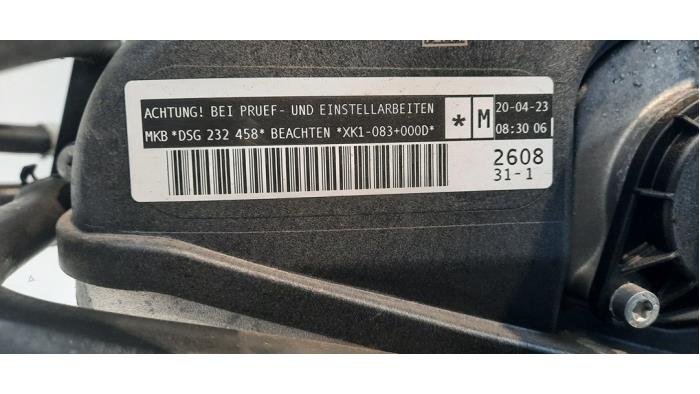 ACHTUNG! BEI PRUEF- UND EINSTELLARBEITEN
MKB *DSG 232 458* BEACHTEN *XK1-083+000D*
* M
20-04-23
08:30 06
2608
31-1